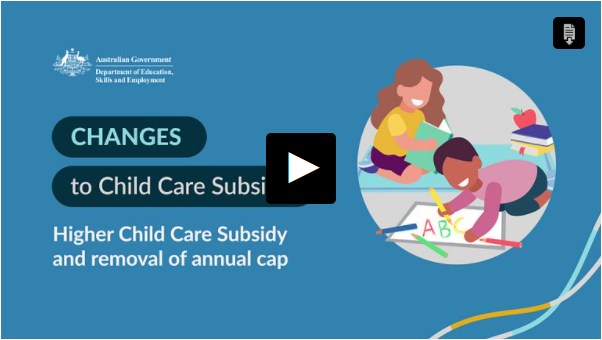 Australian Government
Department of Education,
Skills and Employment
CHANGES
to Child Care Subsi
Higher Child Care Subsidy
and removal of annual cap
ABC